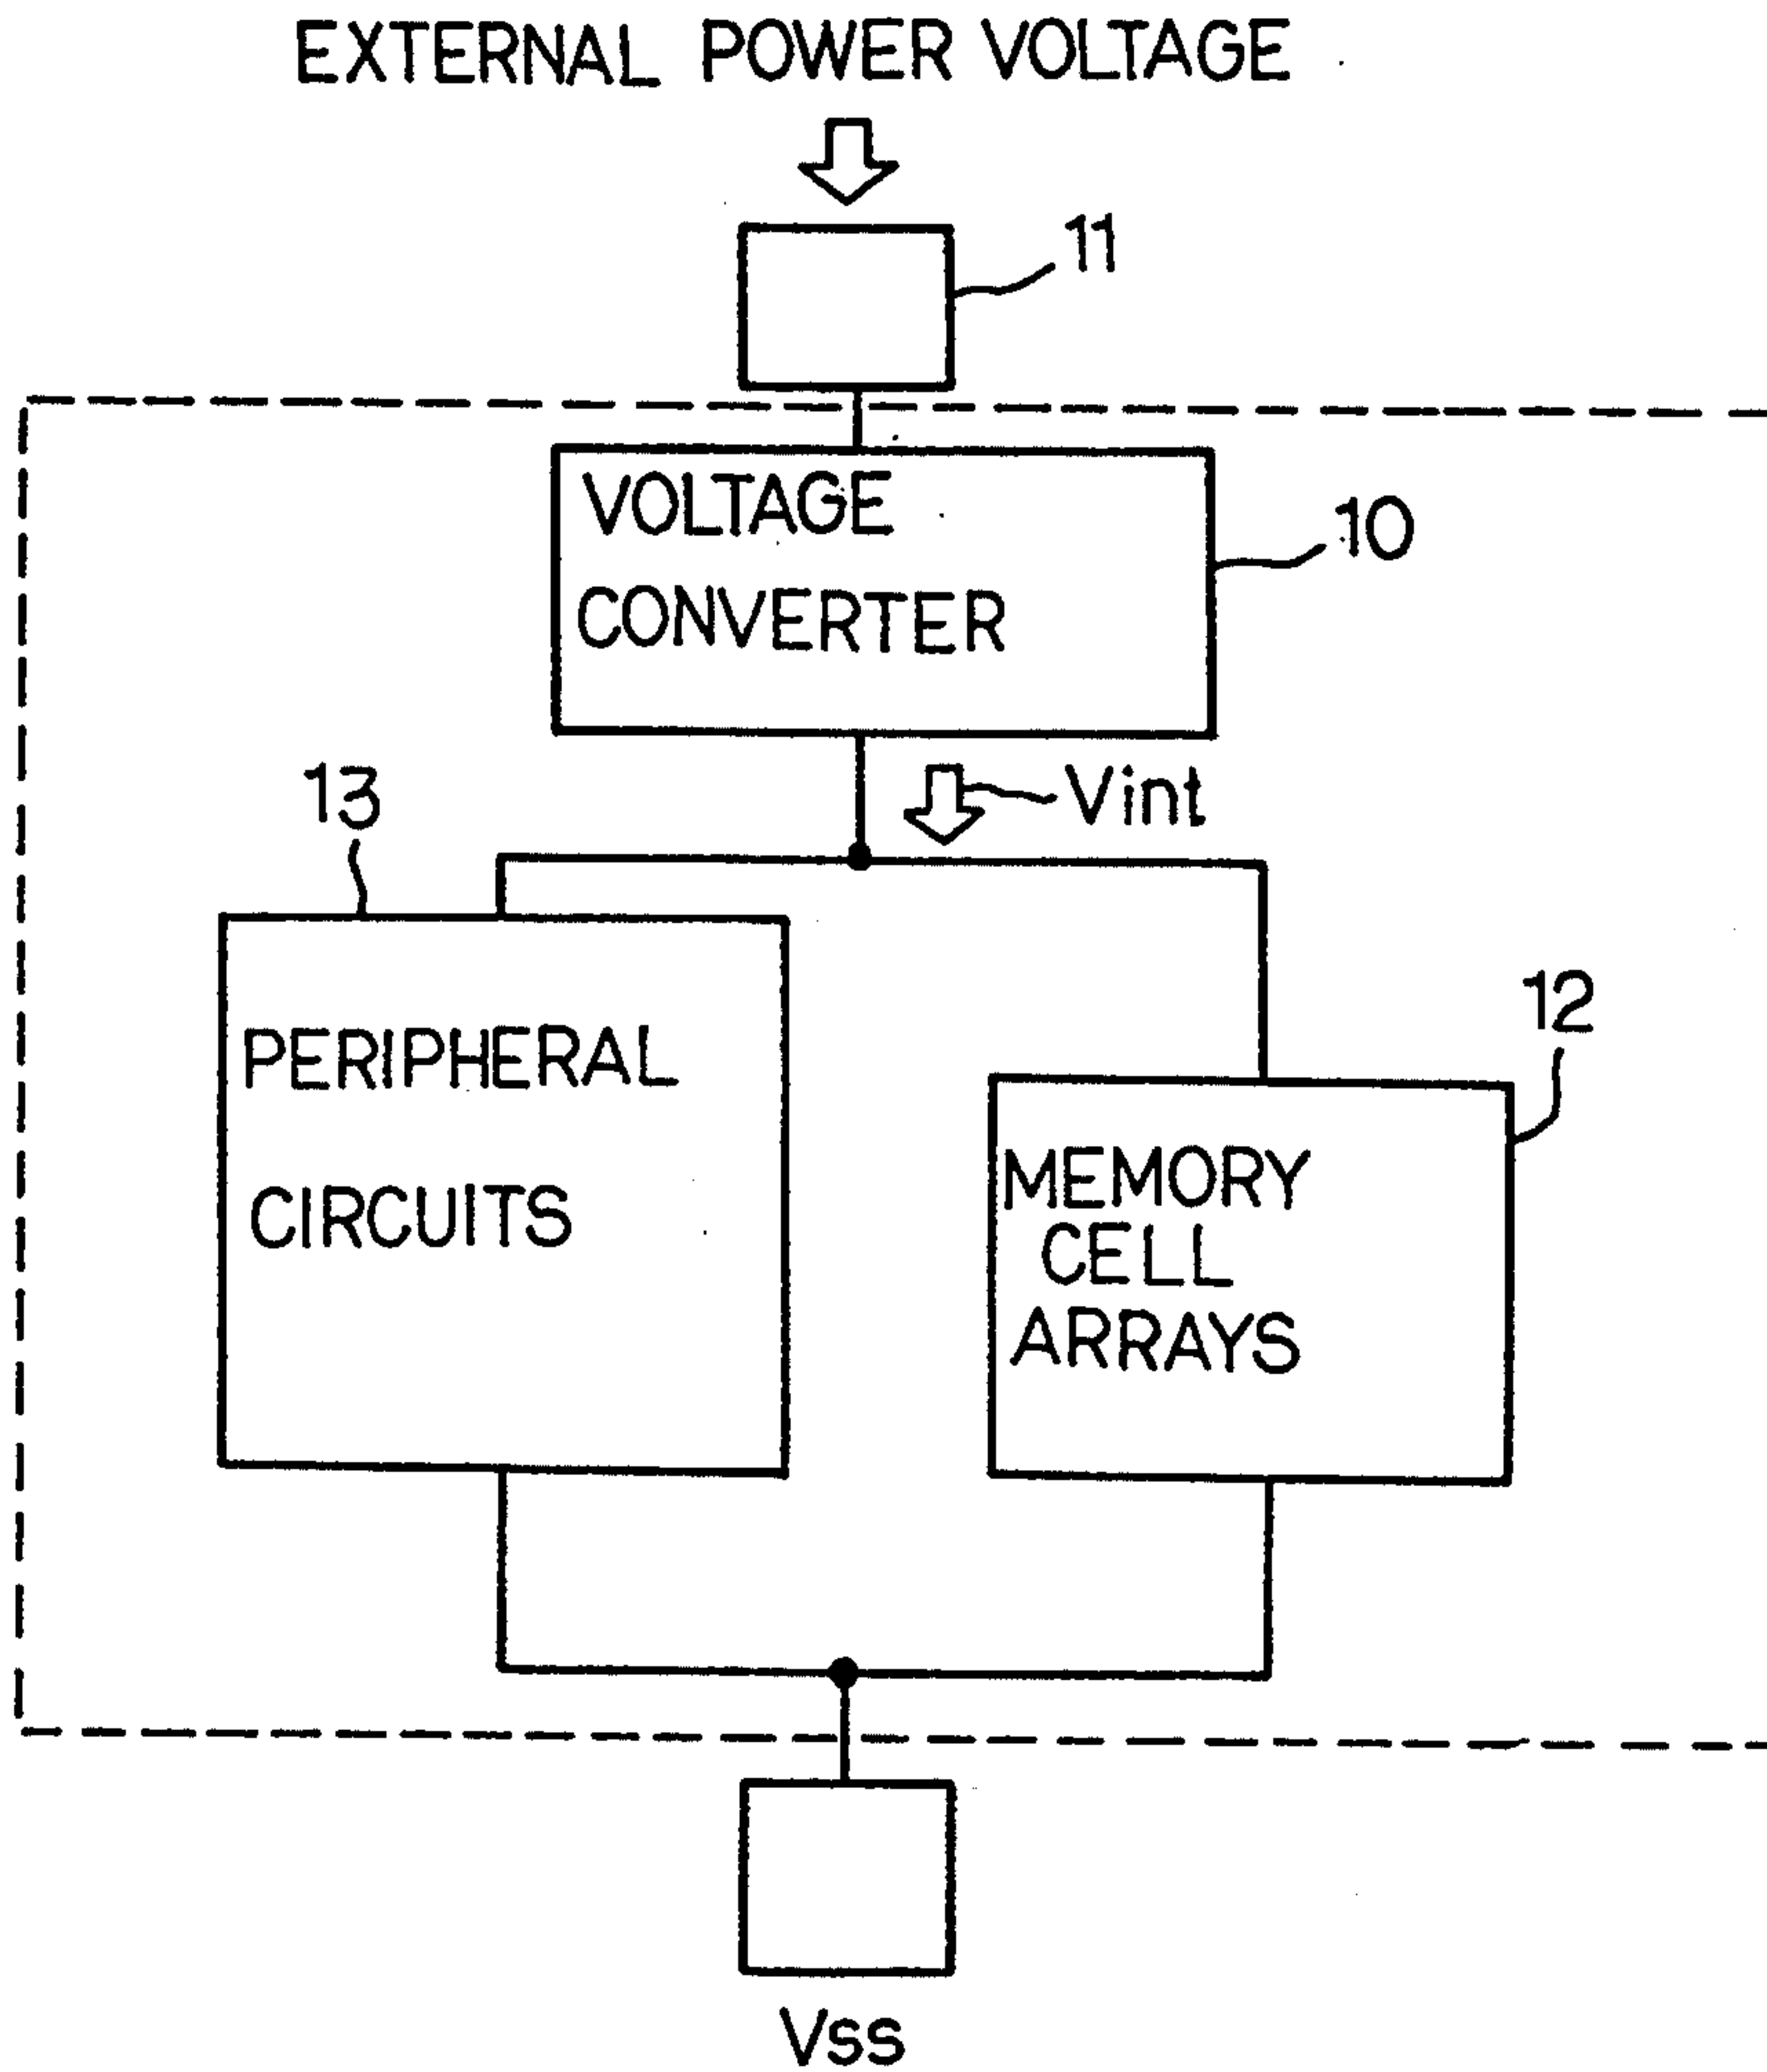 EXTERNAL POWER VOLTAGE
11
VOLTAGE
CONVERTER
10
Vint
13
PERIPHERAL
CIRCUITS
12
MEMORY
CELL
ARRAYS
Vss